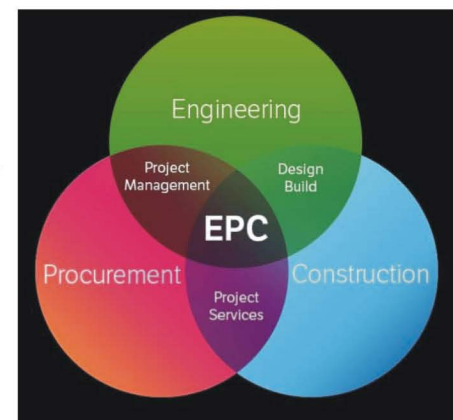 Engineering
Project
Management
Design
Build
EPC
Procurement
Construction
Project
Services